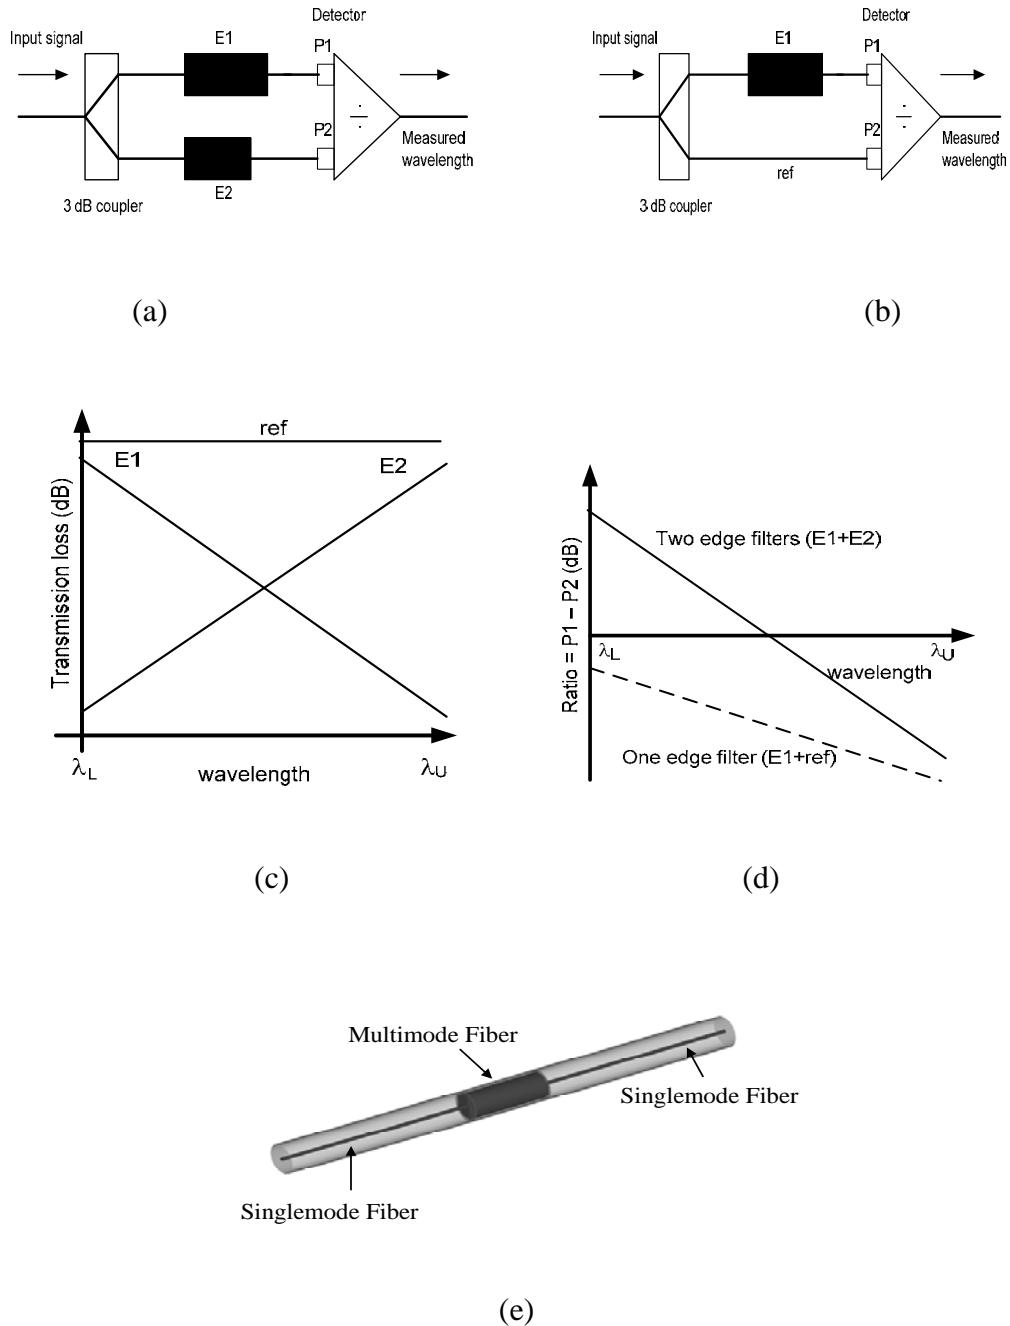 Detector
Input signal
E1
P1
÷
P2
Measured
wavelength
E2
3 dB coupler
(a)
Detector
Input signal
E1
P1
÷
P2
Measured
wavelength
ref
3 dB coupler
(b)
ref
E1
E2
Transmission loss (dB)
λL
wavelength
λU
(c)
Two edge filters (E1+E2)
Ratio = P1 – P2 (dB)
λL
λU
wavelength
One edge filter (E1+ref)
(d)
Multimode Fiber
Singlemode Fiber
Singlemode Fiber
(e)